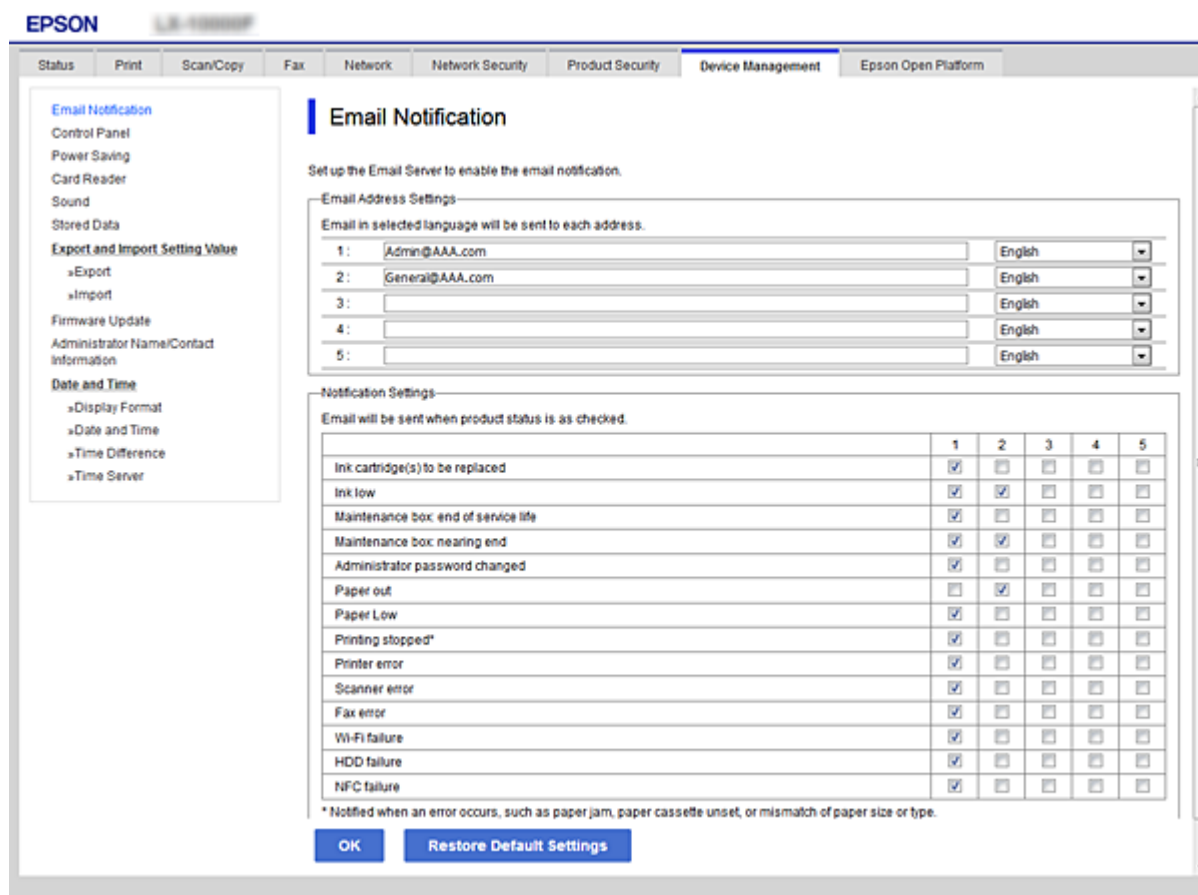 EPSON
Status Print Scan/Copy Fax Network Network Security Product Security Device Management Epson Open Platform
Email Notification
Control Panel
Power Saving
Card Reader
Sound
Stored Data
Export and Import Setting Value
»Export
»Import
Firmware Update
Administrator Name/Contact
Information
Date and Time
»Display Format
»Date and Time
»Time Difference
»Time Server
Email Notification
Set up the Email Server to enable the email notification.
Email Address Settings
Email in selected language will be sent to each address.
1 : Admin@AAA.com English
2 : General@AAA.com English
3 : English
4 : English
5 : English
Notification Settings
Email will be sent when product status is as checked.
1 2 3 4 5
Ink cartridge(s) to be replaced
Ink low
Maintenance box: end of service life
Maintenance box: nearing end
Administrator password changed
Paper out
Paper Low
Printing stopped*
Printer error
Scanner error
Fax error
Wi-Fi failure
HDD failure
NFC failure
* Notified when an error occurs, such as paper jam, paper cassette unset, or mismatch of paper size or type.
OK Restore Default Settings